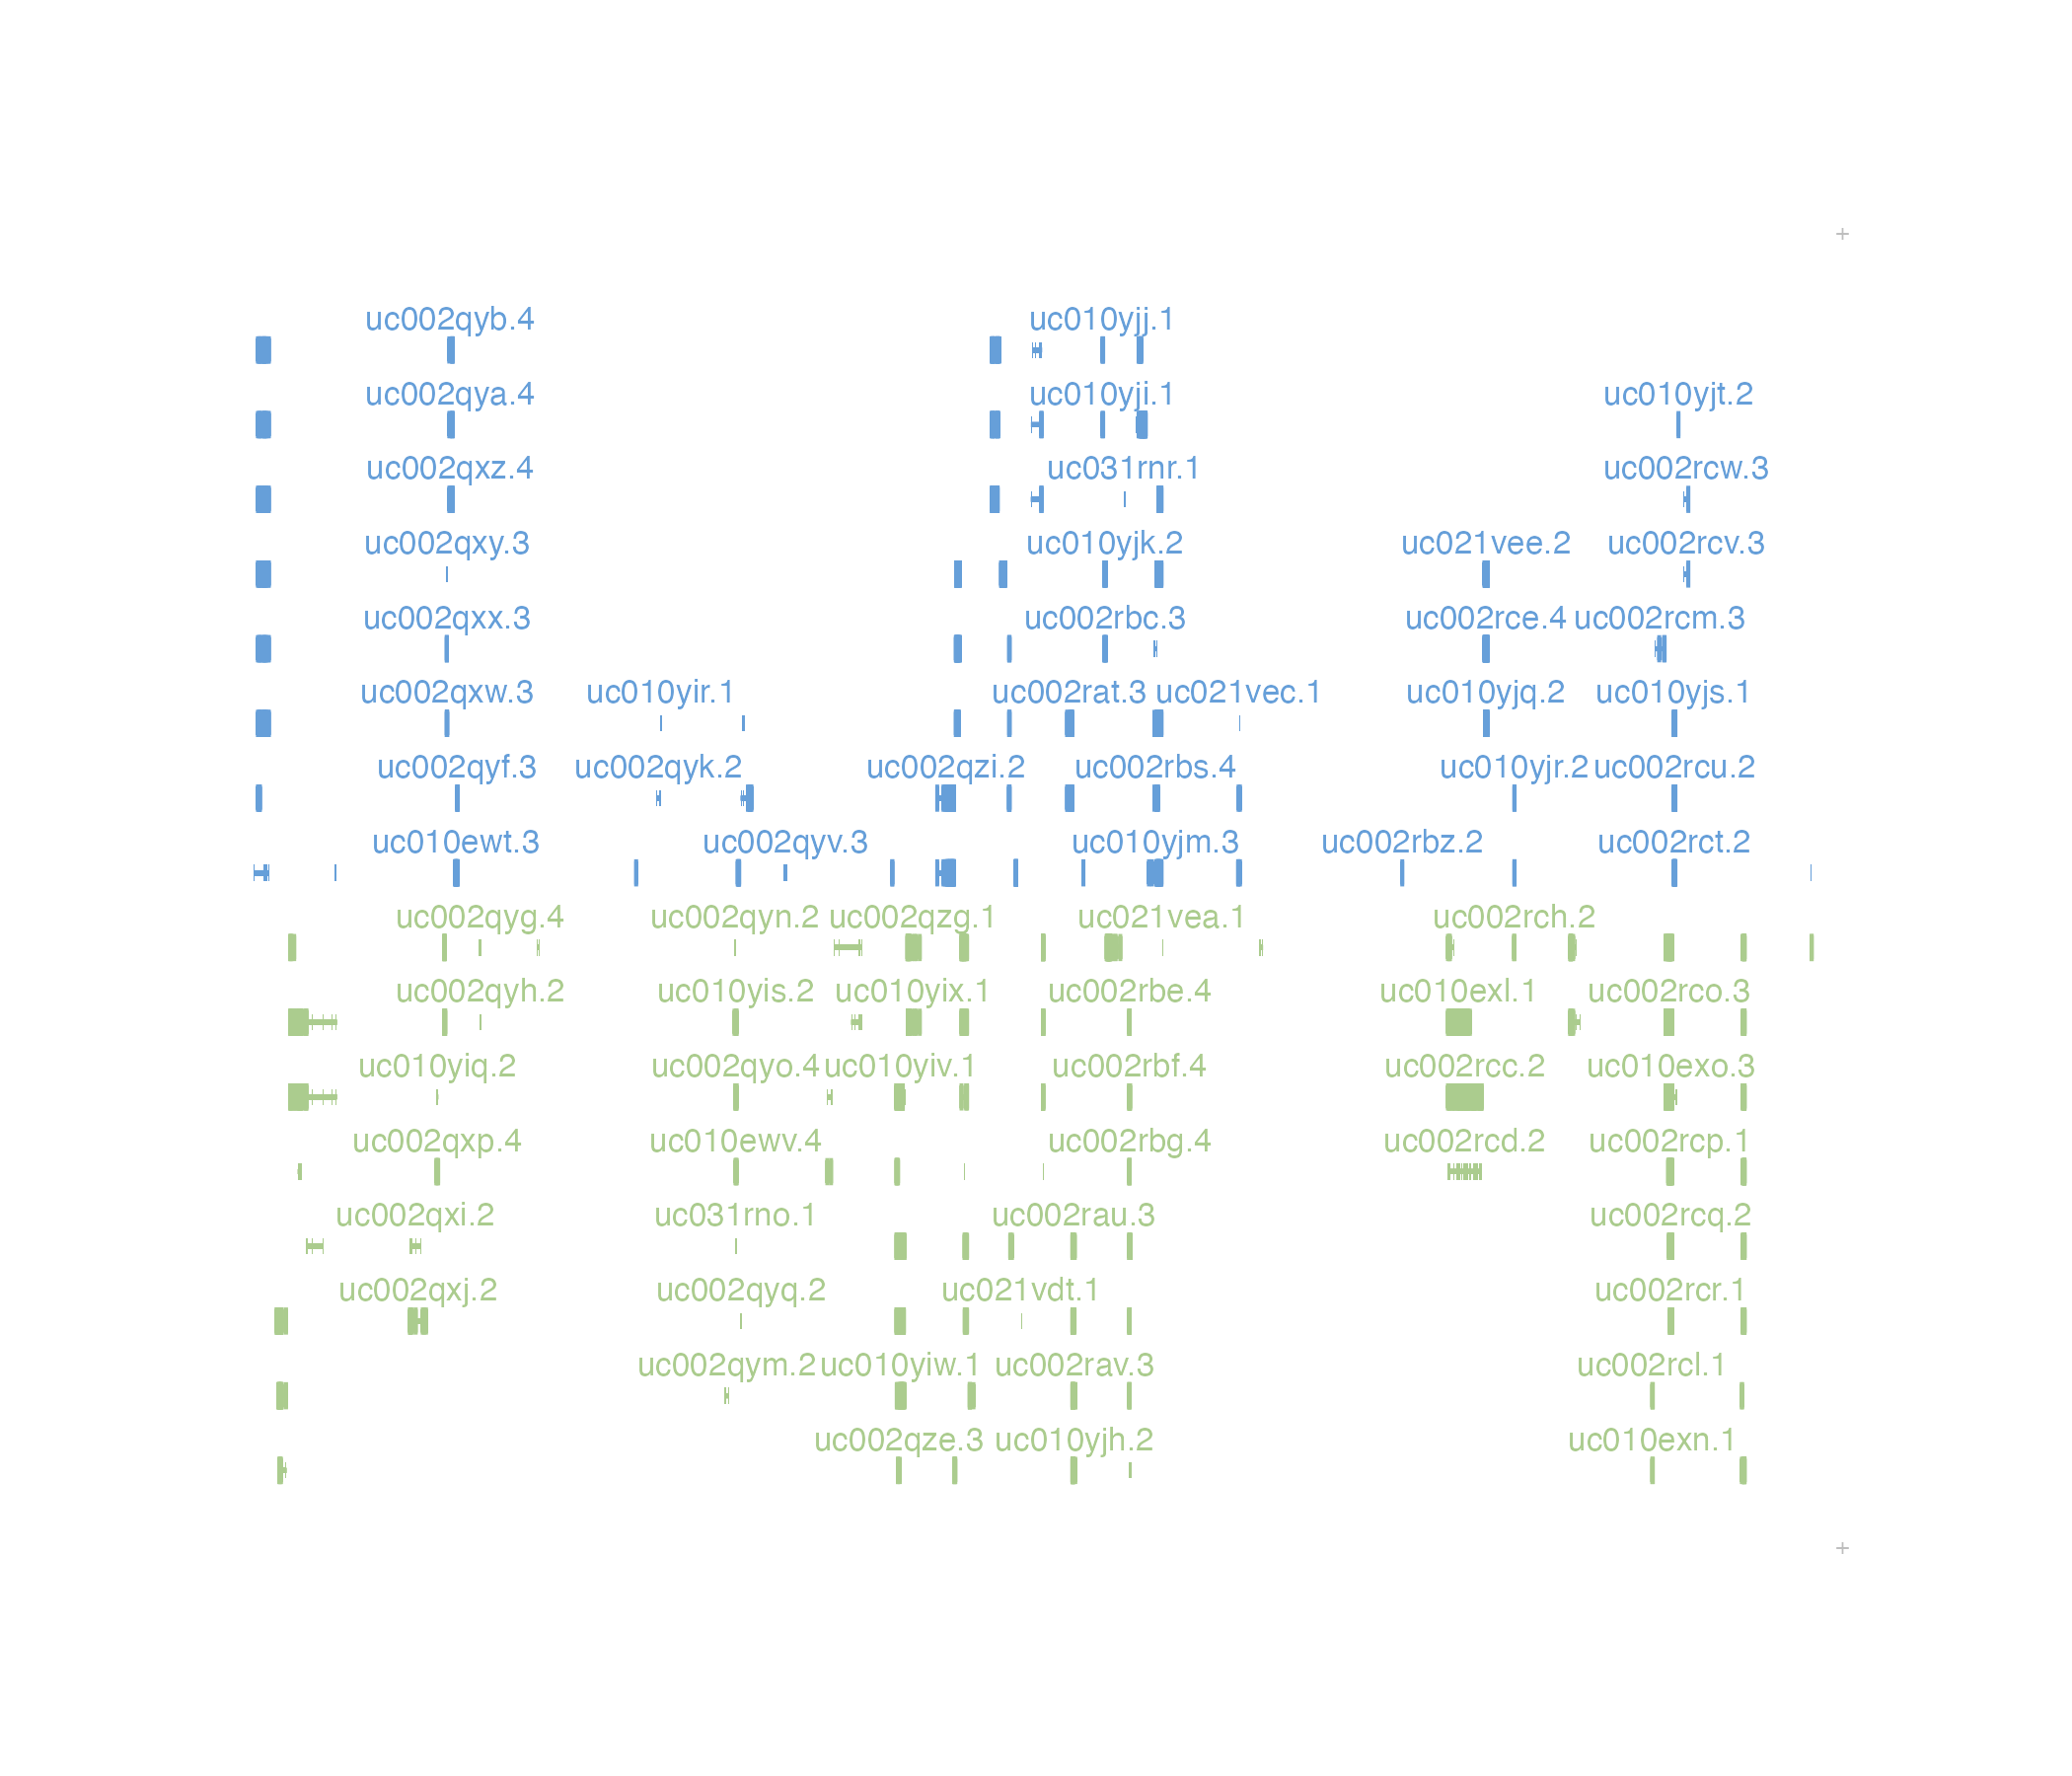 uc002qyb.4 uc010yjj.1
uc002qya.4 uc010yji.1 uc010yjt.2
uc002qxz.4 uc031rnr.1 uc002rcw.3
uc002qxy.3 uc010yjk.2 uc021vee.2 uc002rcv.3
uc002qxx.3 uc002rbc.3 uc002rce.4 uc002rcm.3
uc002qxw.3 uc010yir.1 uc002rat.3 uc021vec.1 uc010yjq.2 uc010yjs.1
uc002qyf.3 uc002qyk.2 uc002qzi.2 uc002rbs.4 uc010yjr.2 uc002rcu.2
uc010ewt.3 uc002qyv.3 uc010yjm.3 uc002rbz.2 uc002rct.2
uc002qyg.4 uc002qyn.2 uc002qzg.1 uc021vea.1 uc002rch.2
uc002qyh.2 uc010yis.2 uc010yix.1 uc002rbe.4 uc010exl.1 uc002rco.3
uc010yiq.2 uc002qyo.4 uc010yiv.1 uc002rbf.4 uc002rcc.2 uc010exo.3
uc002qxp.4 uc010ewv.4 uc002rbg.4 uc002rcd.2 uc002rcp.1
uc002qxi.2 uc031rno.1 uc002rau.3 uc002rcq.2
uc002qxj.2 uc002qyq.2 uc021vdt.1 uc002rcr.1
uc002qym.2 uc010yiw.1 uc002rav.3 uc002rcl.1
uc002qze.3 uc010yjh.2 uc010exn.1